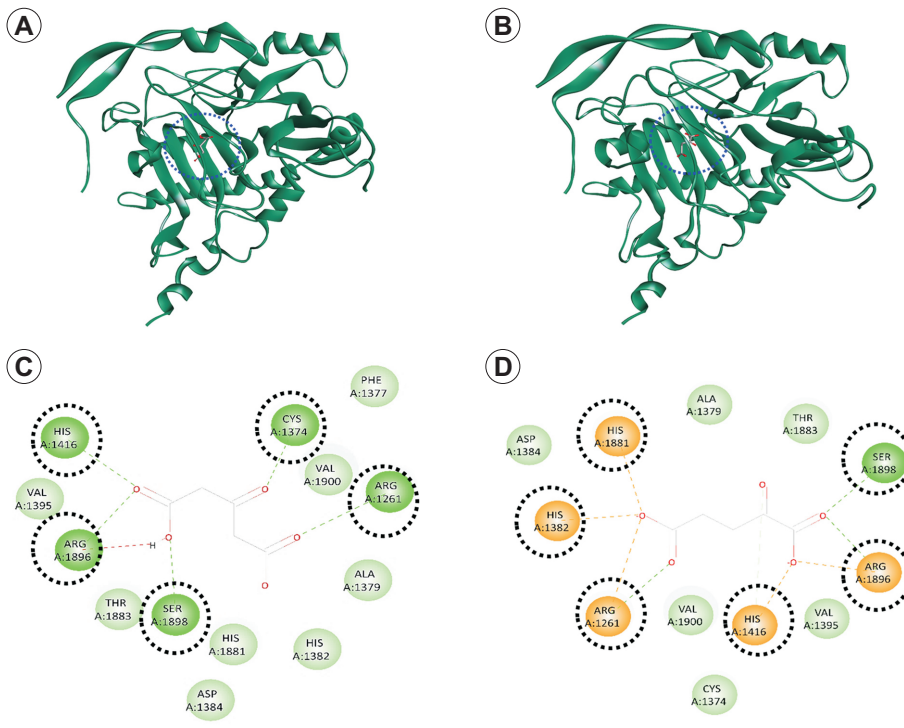 A
B
C
PHE
A:1377
CYS
A:1374
HIS
A:1416
VAL
A:1900
ARG
A:1261
VAL
A:1395
O
O
O
O
H
O
ARG
A:1896
O
ALA
A:1379
THR
A:1883
SER
A:1898
HIS
A:1881
HIS
A:1382
ASP
A:1384
D
ALA
A:1379
THR
A:1883
HIS
A:1881
ASP
A:1384
SER
A:1898
O
HIS
A:1382
O
O
O
O
ARG
A:1896
ARG
A:1261
VAL
A:1900
HIS
A:1416
VAL
A:1395
CYS
A:1374